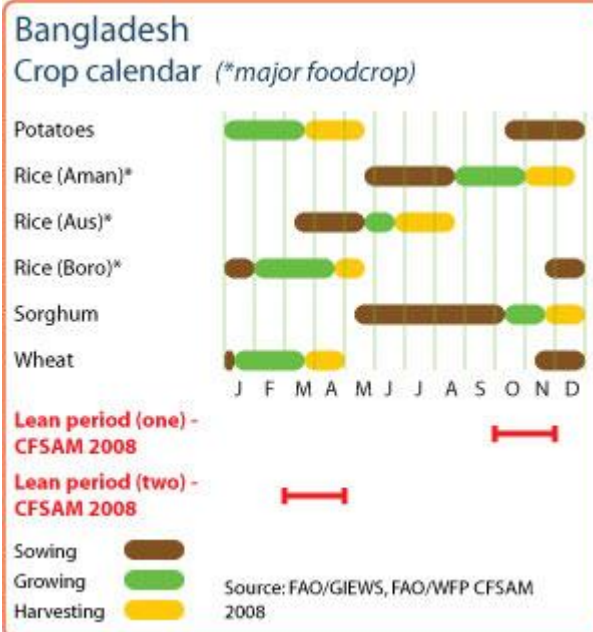 Bangladesh
Crop calendar (*major foodcrop)
Potatoes
Rice (Aman)*
Rice (Aus)*
Rice (Boro)*
Sorghum
Wheat
J F M A M J J A S O N D
Lean period (one) -
CFSAM 2008
Lean period (two) -
CFSAM 2008
Sowing
Growing
Harvesting
Source: FAO/GIEWS, FAO/WFP CFSAM
2008